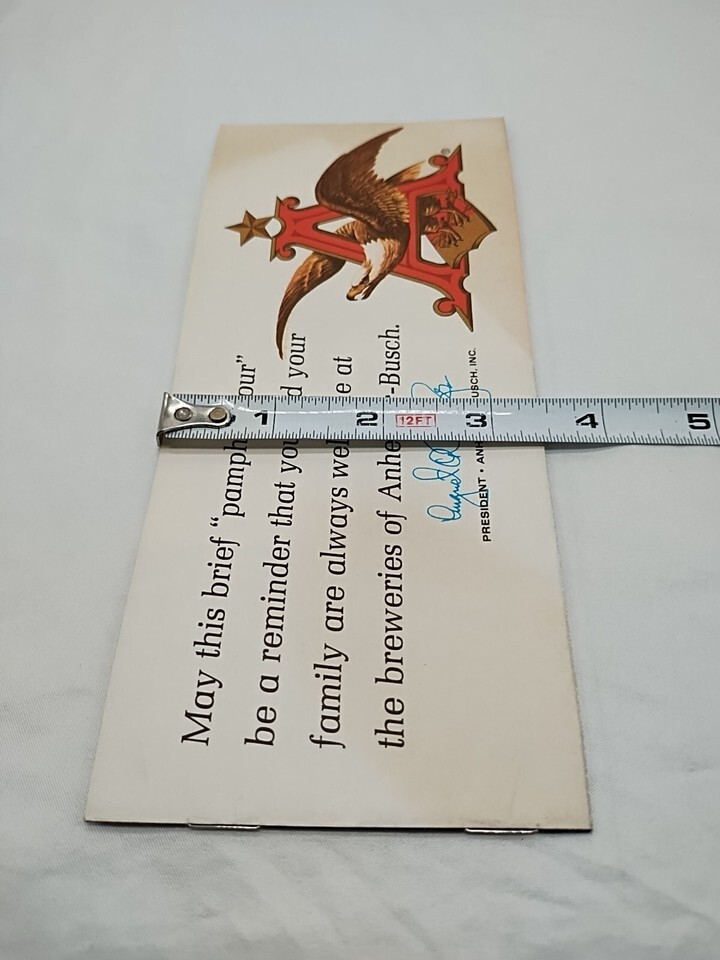 May this brief “pamph our”
be a reminder that you d your
family are always wel e at
the breweries of Anhe -Busch.
August A
PRESIDENT • ANH USCH, INC.
A
®
1 2 12FT 3 4 5